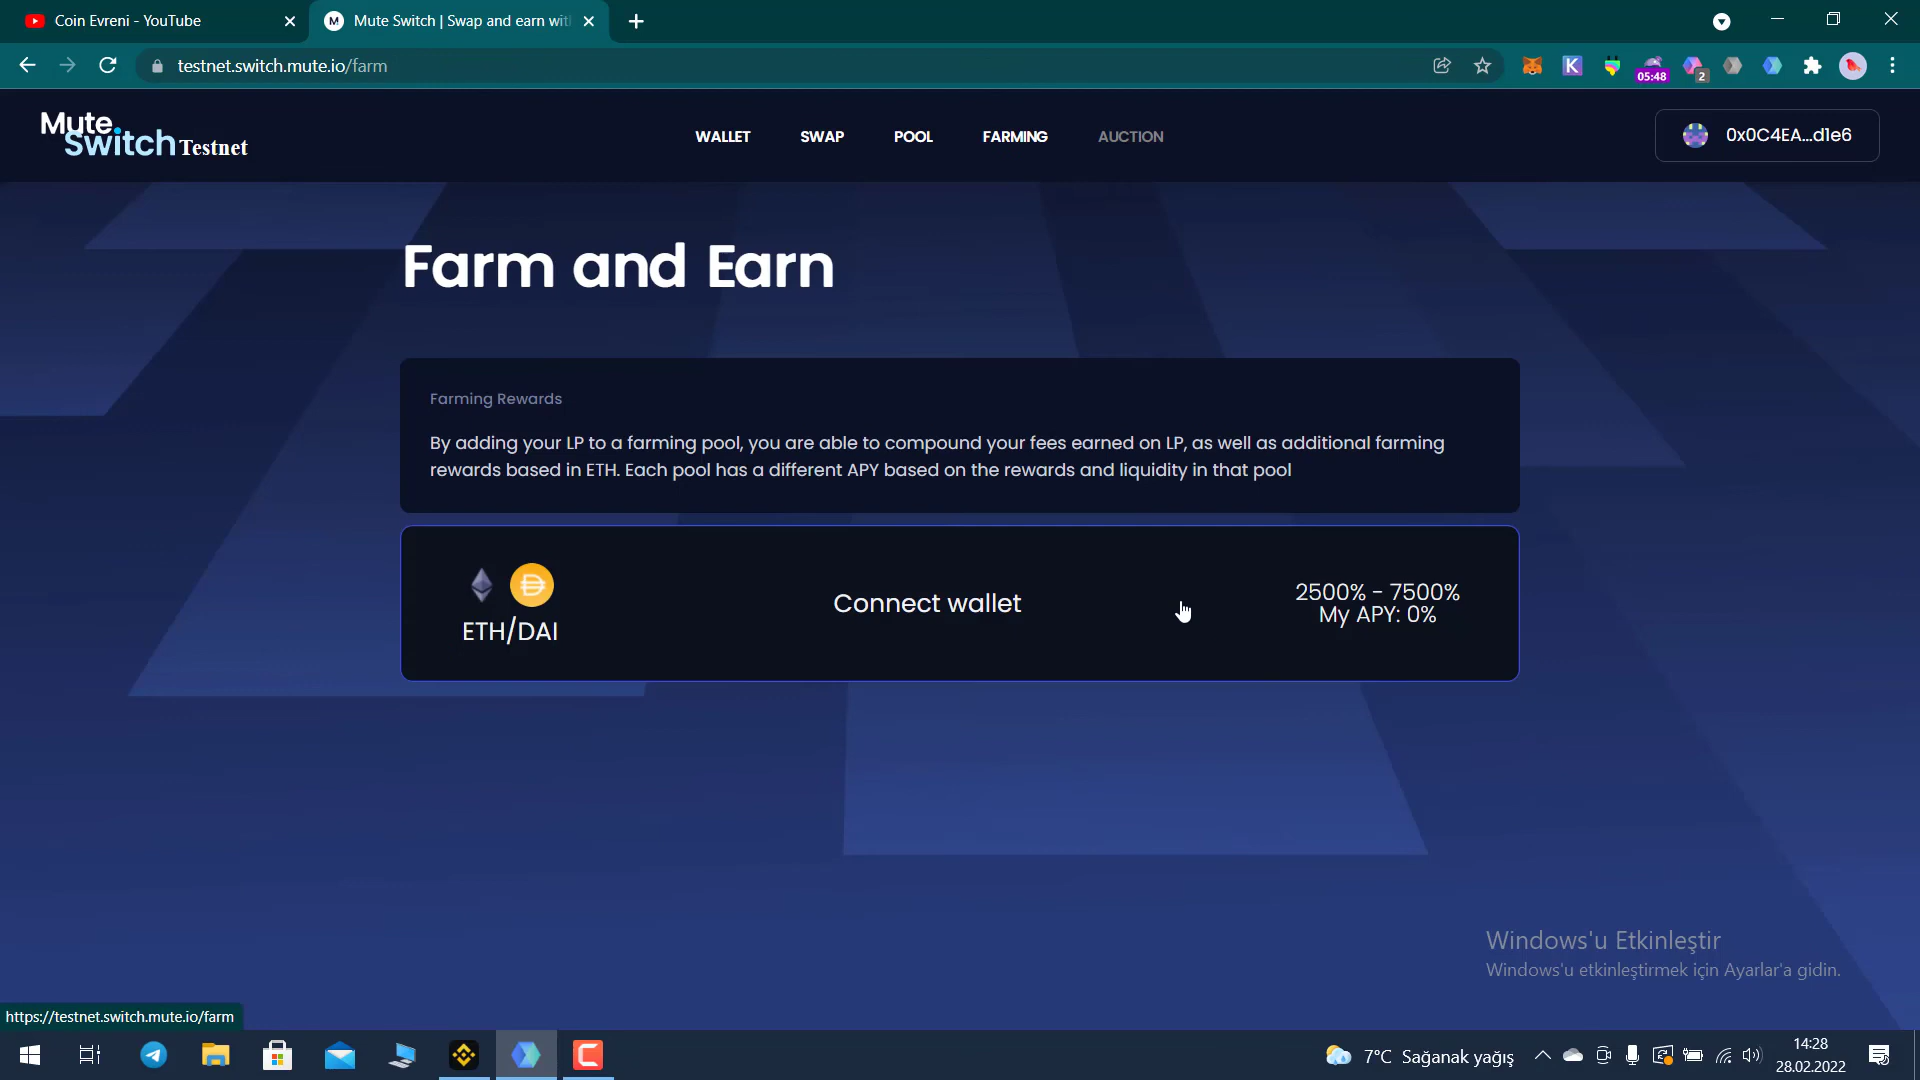 Coin Evreni - YouTube
Mute Switch | Swap and earn wit
testnet.switch.mute.io/farm
05:48
2
Mute
Switch Testnet
WALLET
SWAP
POOL
FARMING
AUCTION
0x0C4EA...d1e6
Farm and Earn
Farming Rewards
By adding your LP to a farming pool, you are able to compound your fees earned on LP, as well as additional farming
rewards based in ETH. Each pool has a different APY based on the rewards and liquidity in that pool
ETH/DAI
Connect wallet
2500% - 7500%
My APY: 0%
Windows'u Etkinleştir
Windows'u etkinleştirmek için Ayarlar'a gidin.
https://testnet.switch.mute.io/farm
7°C Sağanak yağış
14:28
28.02.2022